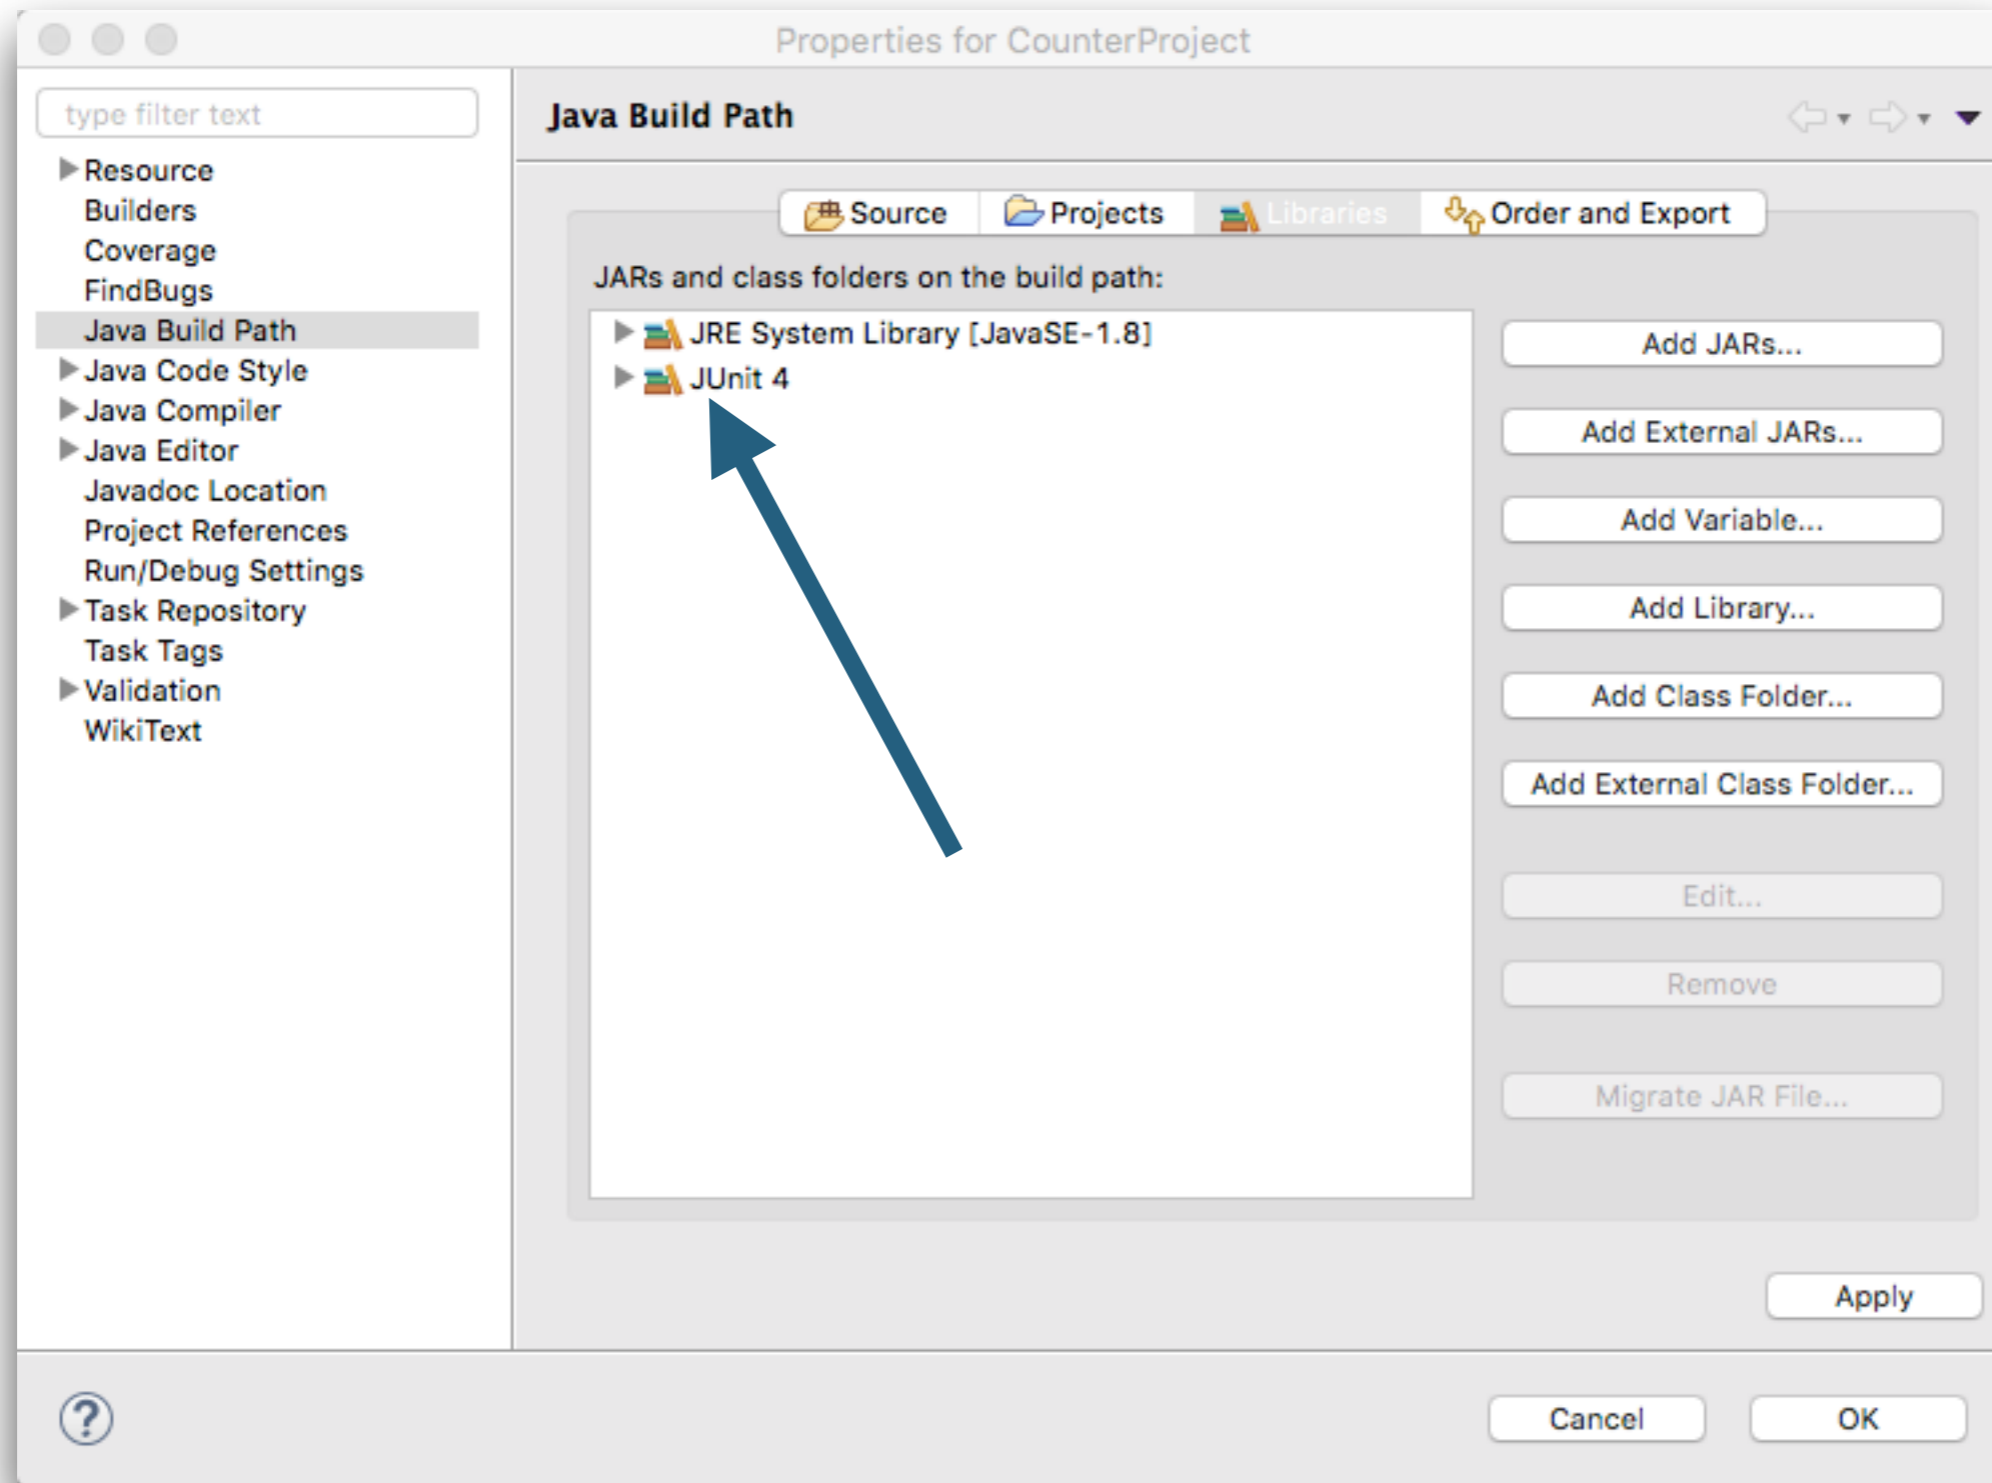 Properties for CounterProject
type filter text
Resource
Builders
Coverage
FindBugs
Java Build Path
Java Code Style
Java Compiler
Java Editor
Javadoc Location
Project References
Run/Debug Settings
Task Repository
Task Tags
Validation
WikiText
Java Build Path
Source Projects Libraries Order and Export
JARs and class folders on the build path:
JRE System Library [JavaSE-1.8]
JUnit 4
Add JARs...
Add External JARs...
Add Variable...
Add Library...
Add Class Folder...
Add External Class Folder...
Edit...
Remove
Migrate JAR File...
Apply
?
Cancel OK